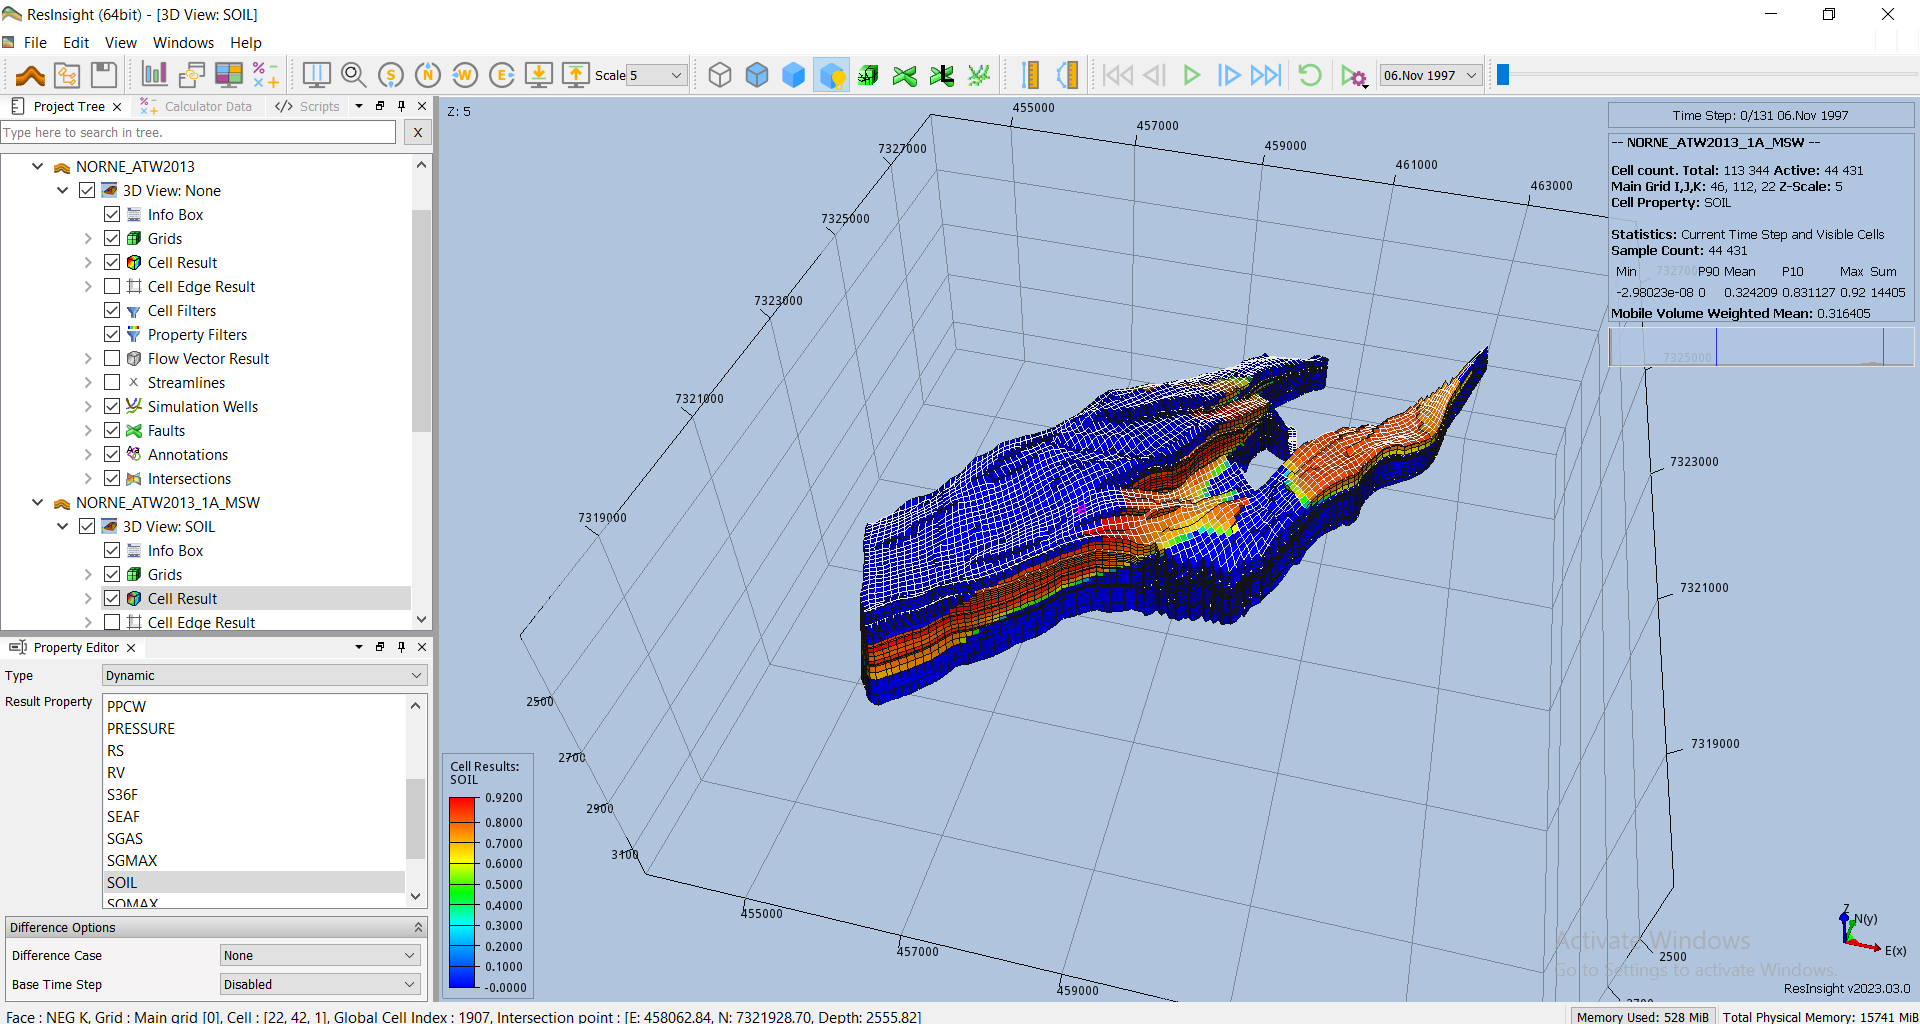 ResInsight (64bit) - [3D View: SOIL]
File Edit View Windows Help
Scale 5 06.Nov 1997
Project Tree Calculator Data Scripts
Type here to search in tree. X
NORNE_ATW2013
3D View: None
Info Box
Grids
Cell Result
Cell Edge Result
Cell Filters
Property Filters
Flow Vector Result
Streamlines
Simulation Wells
Faults
Annotations
Intersections
NORNE_ATW2013_1A_MSW
3D View: SOIL
Info Box
Grids
Cell Result
Cell Edge Result
Property Editor
Type Dynamic
Result Property
PPCW
PRESSURE
RS
RV
S36F
SEAF
SGAS
SGMAX
SOIL
SOMAX
Difference Options
Difference Case None
Base Time Step Disabled
Z: 5
455000
457000
459000
461000
463000
7327000
7325000
7323000
7321000
7319000
2500
2700
2900
3100
455000
457000
459000
7323000
7321000
7319000
2500
2700
Time Step: 0/131 06.Nov 1997
-- NORNE_ATW2013_1A_MSW --
Cell count. Total: 113 344 Active: 44 431
Main Grid I,J,K: 46, 112, 22 Z-Scale: 5
Cell Property: SOIL
Statistics: Current Time Step and Visible Cells
Sample Count: 44 431
Min P90 Mean P10 Max Sum
-2.98023e-08 0 0.324209 0.831127 0.92 14405
Mobile Volume Weighted Mean: 0.316405
7327000
7325000
Cell Results:
SOIL
0.9200
0.8000
0.7000
0.6000
0.5000
0.4000
0.3000
0.2000
0.1000
-0.0000
Z
N(y)
E(x)
Activate Windows
Go to Settings to activate Windows.
ResInsight v2023.03.0
Face : NEG K, Grid : Main grid [0], Cell : [22, 42, 1], Global Cell Index : 1907, Intersection point : [E: 458062.84, N: 7321928.70, Depth: 2555.82]
Memory Used: 528 MiB Total Physical Memory: 15741 MiB